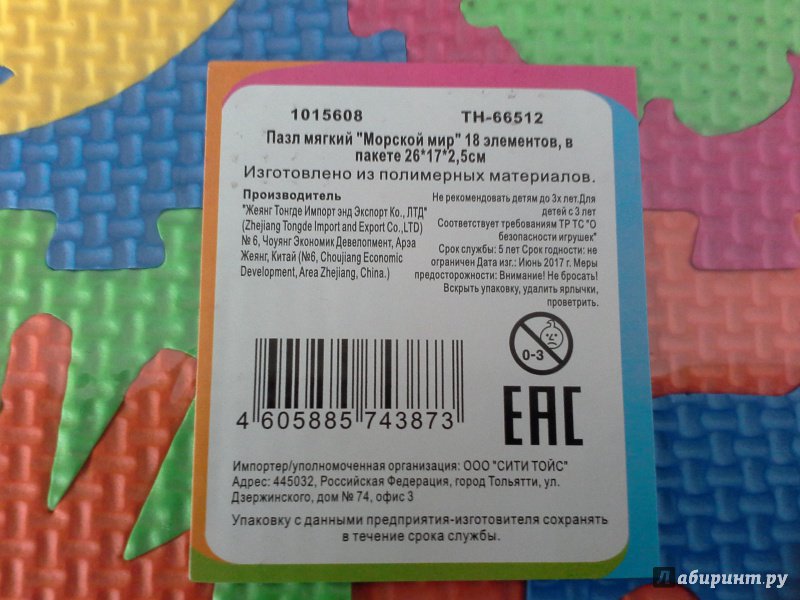 1015608 TH-66512
Пазл мягкий "Морской мир" 18 элементов, в
пакете 26*17*2,5см
Изготовлено из полимерных материалов.
Производитель
"Жеянг Тонгде Импорт энд Экспорт Ко., ЛТД"
(Zhejiang Tongde Import and Export Co.,LTD)
№ 6, Чоуянг Экономик Девелопмент, Арэа
Жеянг, Китай (№6, Choujiang Economic
Development, Area Zhejiang, China.)
Не рекомендовать детям до 3х лет.Для
детей с 3 лет
Соответствует требованиям ТР ТС "О
безопасности игрушек"
Срок службы: 5 лет Срок годности: не
ограничен Дата изг.: Июнь 2017 г. Меры
предосторожности: Внимание! Не бросать!
Вскрыть упаковку, удалить ярлычки,
проветрить.
0-3
4 605885 743873
EAC
Импортер/уполномоченная организация: ООО "СИТИ ТОЙС"
Адрес: 445032, Российская Федерация, город Тольятти, ул.
Дзержинского, дом № 74, офис 3
Упаковку с данными предприятия-изготовителя сохранять
в течение срока службы.
Лабиринт.ру